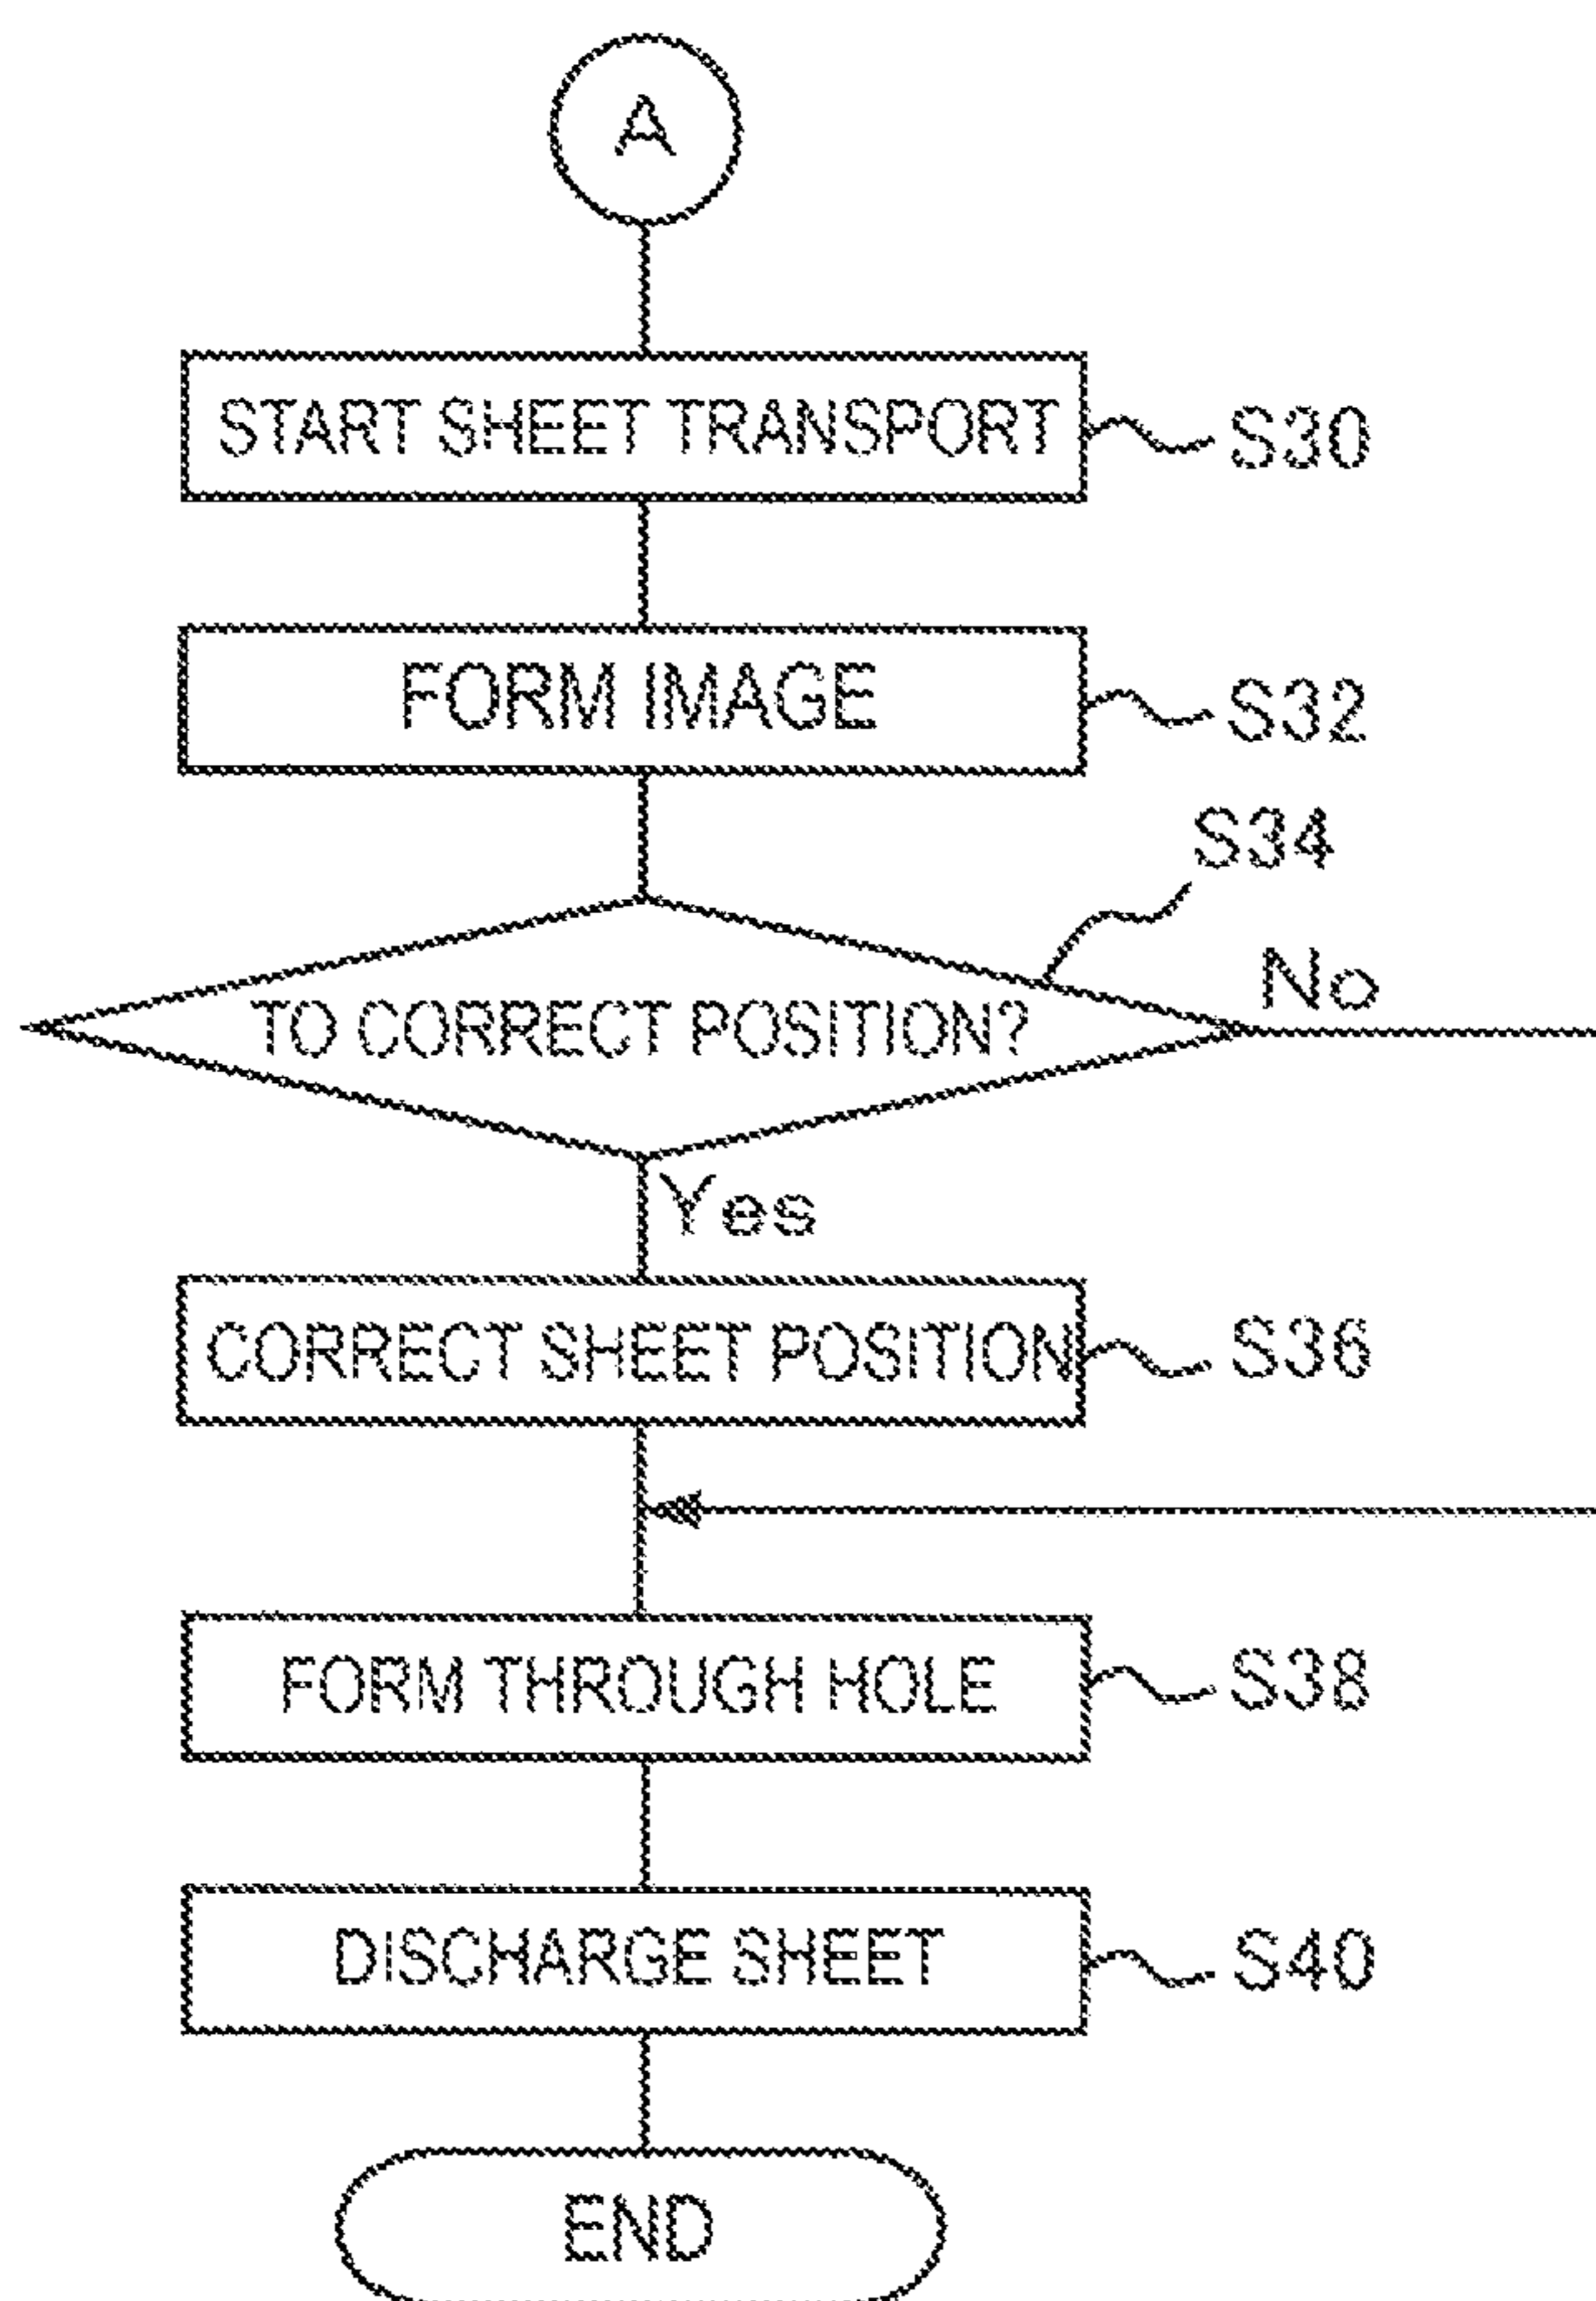 A
START SHEET TRANSPORT
S30
FORM IMAGE
S32
S34
TO CORRECT POSITION?
No
Yes
CORRECT SHEET POSITION
S36
FORM THROUGH HOLE
S38
DISCHARGE SHEET
S40
END